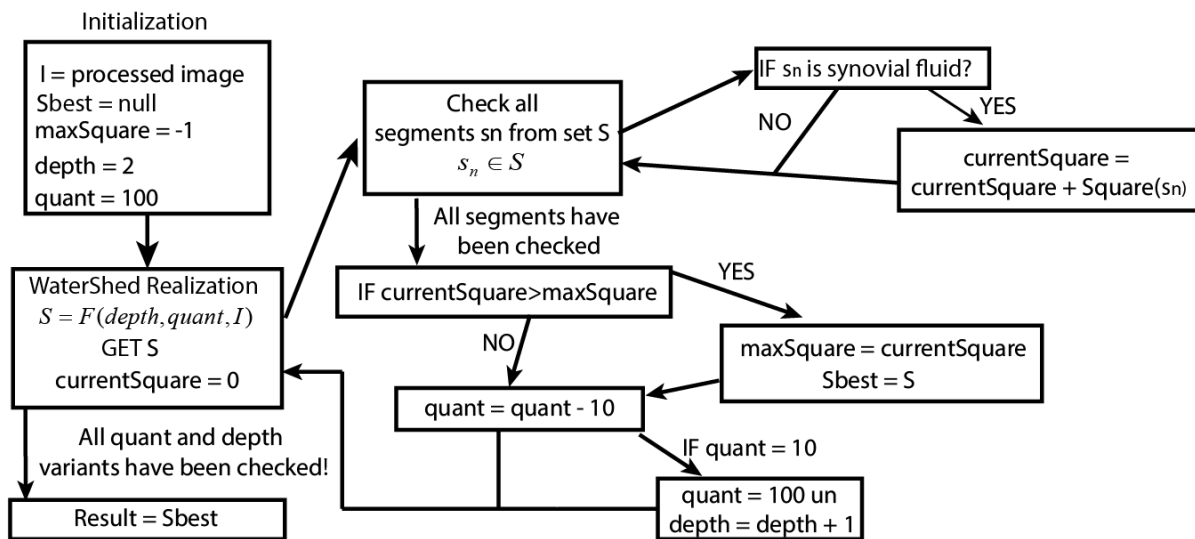 Initialization
I = processed image
Sbest = null
maxSquare = -1
depth = 2
quant = 100
WaterShed Realization
S = F(depth,quant,I)
GET S
currentSquare = 0
All quant and depth
variants have been checked!
Result = Sbest
Check all
segments sn from set S
sₙ ∈ S
IF sn is synovial fluid?
NO
YES
currentSquare =
currentSquare + Square(sn)
All segments have
been checked
IF currentSquare>maxSquare
YES
NO
maxSquare = currentSquare
Sbest = S
quant = quant - 10
IF quant = 10
quant = 100 un
depth = depth + 1